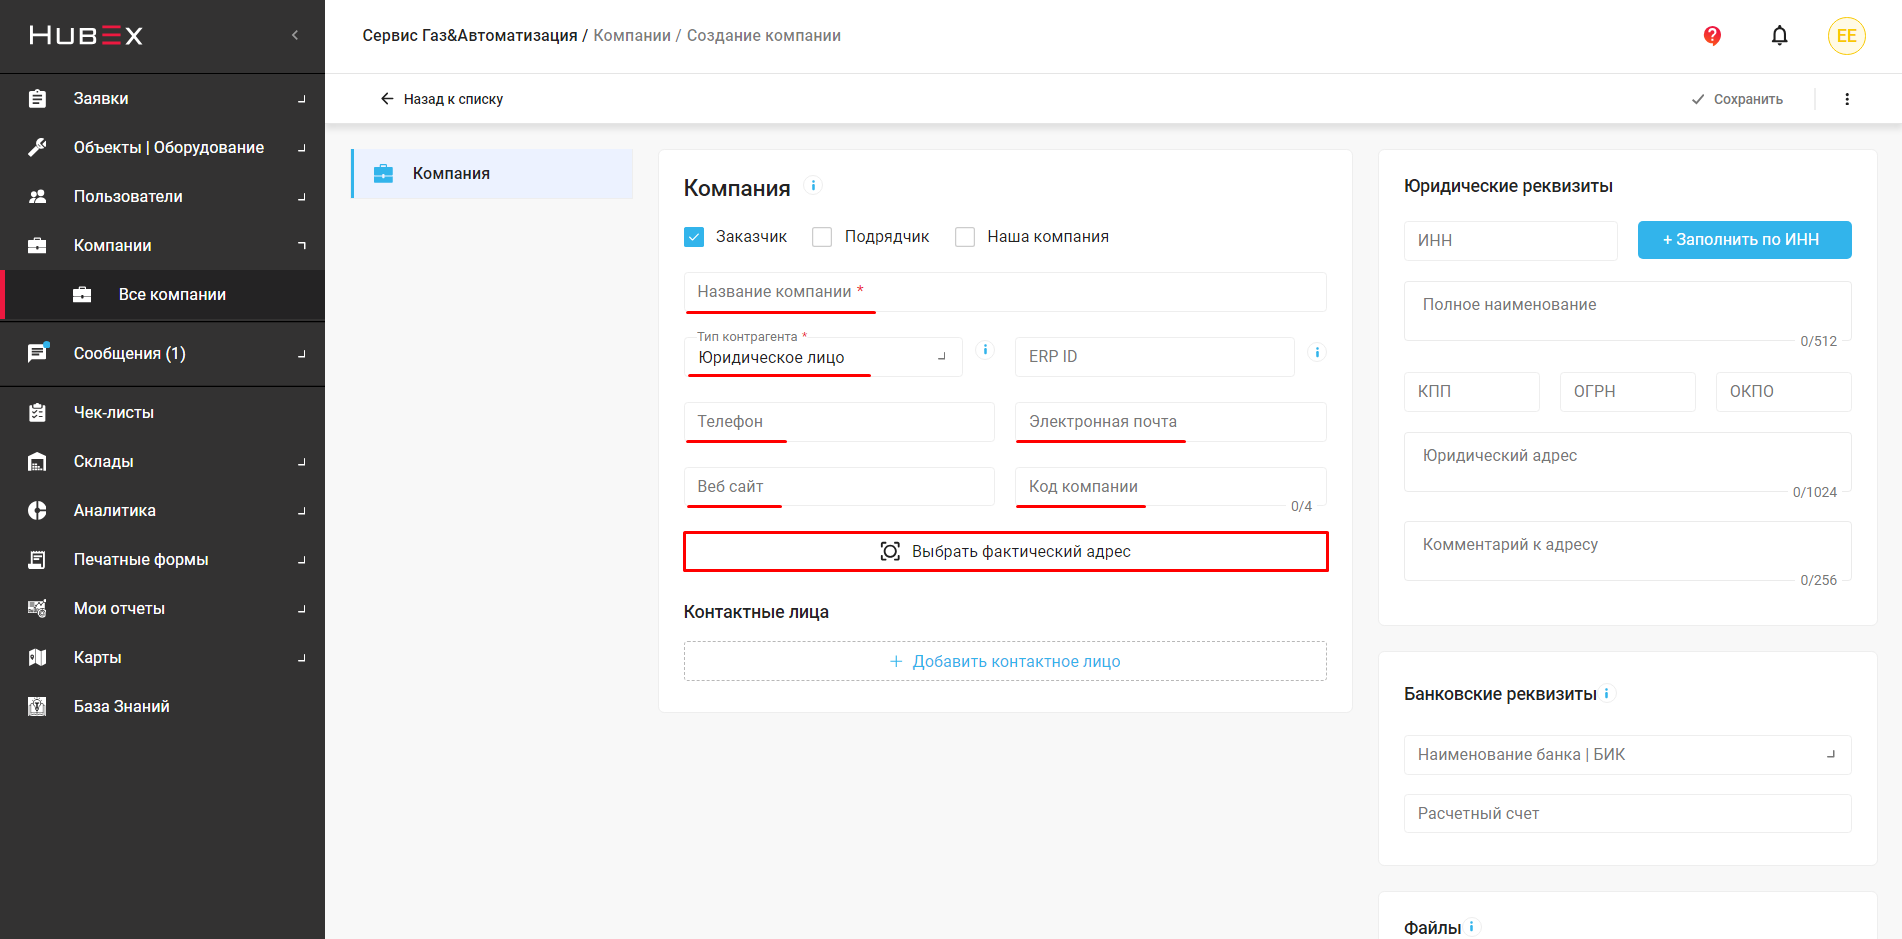 HUBEX
Сервис Газ&Автоматизация / Компании / Создание компании
EE
Заявки
Объекты | Оборудование
Пользователи
Компании
Все компании
Сообщения (1)
Чек-листы
Склады
Аналитика
Печатные формы
Мои отчеты
Карты
База Знаний
Назад к списку
Сохранить
Компания
Компания
Заказчик
Подрядчик
Наша компания
Название компании *
Тип контрагента *
Юридическое лицо
ERP ID
Телефон
Электронная почта
Веб сайт
Код компании
0/4
Выбрать фактический адрес
Контактные лица
+ Добавить контактное лицо
Юридические реквизиты
ИНН
+ Заполнить по ИНН
Полное наименование
0/512
КПП
ОГРН
ОКПО
Юридический адрес
0/1024
Комментарий к адресу
0/256
Банковские реквизиты
Наименование банка | БИК
Расчетный счет
Файлы